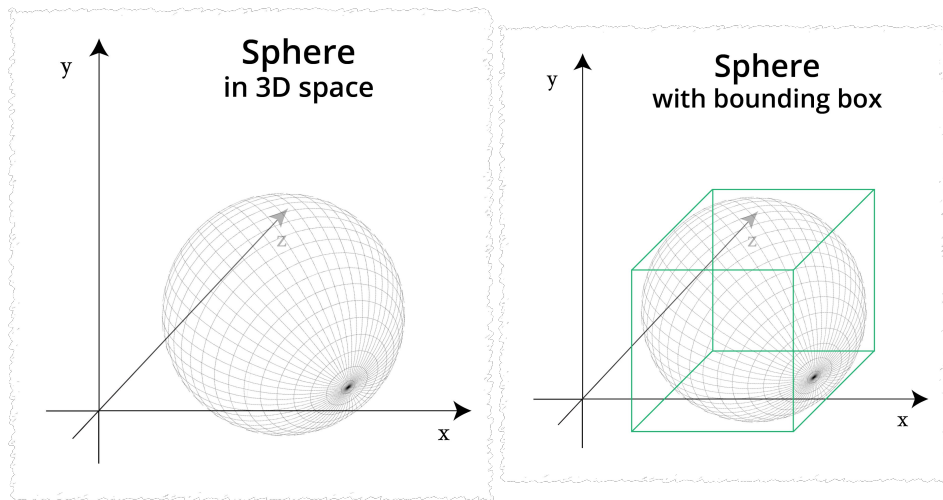 Sphere
in 3D space
y
z
x
Sphere
with bounding box
y
z
x